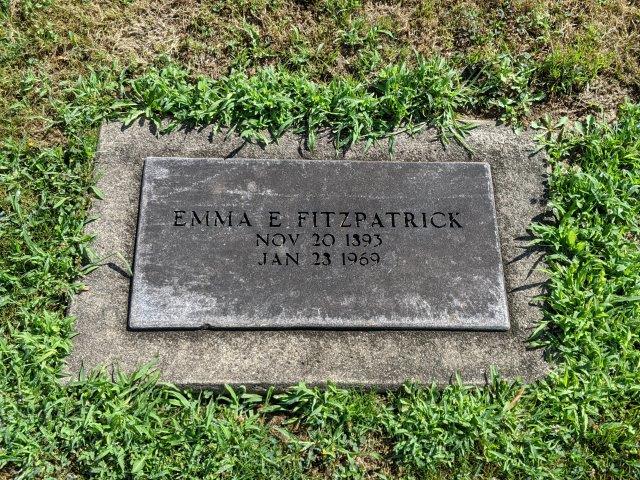 EMMA E FITZPATRICK
NOV 20 1893
JAN 23 1969